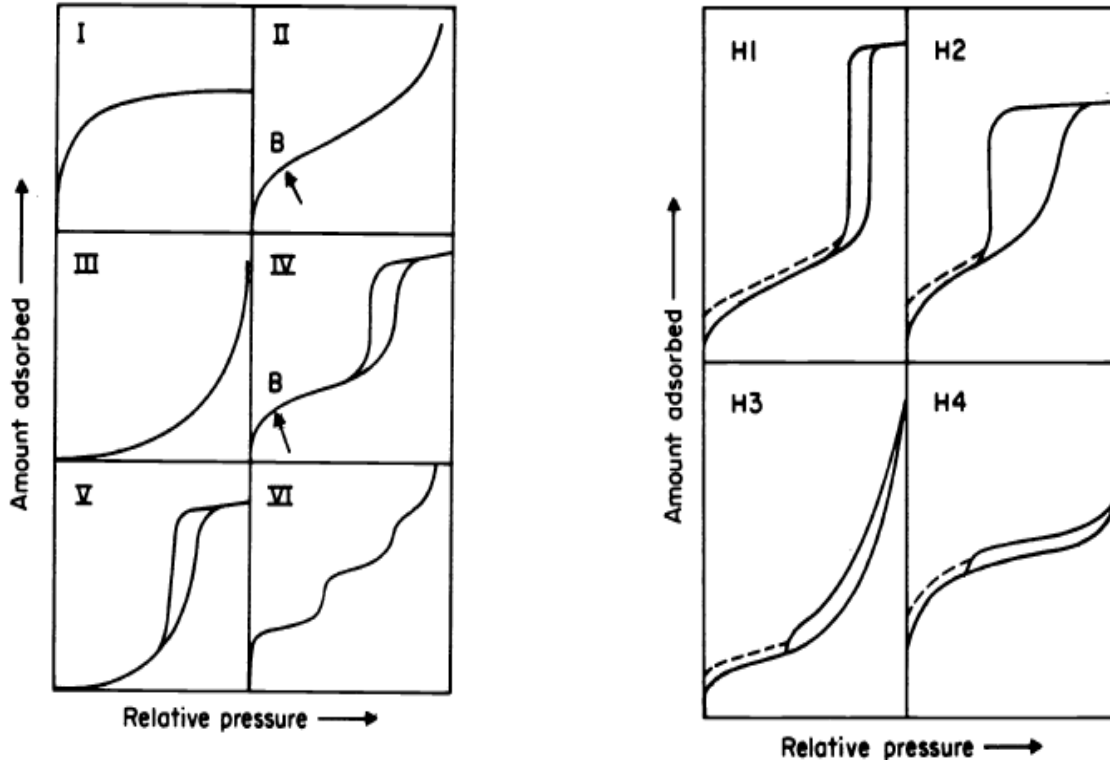 I
II
B
III
IV
B
V
VI
Amount adsorbed
Relative pressure
H1
H2
H3
H4
Amount adsorbed
Relative pressure